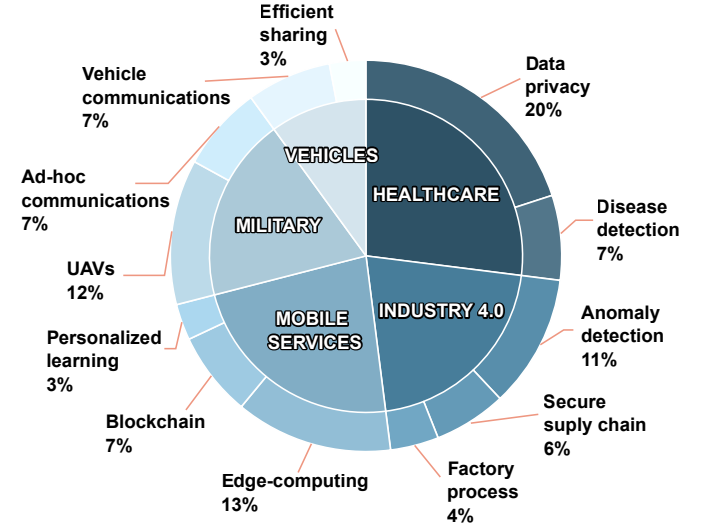 Efficient
sharing
3%
Data
privacy
20%
Vehicle
communications
7%
VEHICLES
HEALTHCARE
Ad-hoc
communications
7%
MILITARY
Disease
detection
7%
UAVs
12%
INDUSTRY 4.0
MOBILE
SERVICES
Anomaly
detection
11%
Personalized
learning
3%
Secure
suply chain
6%
Blockchain
7%
Edge-computing
13%
Factory
process
4%